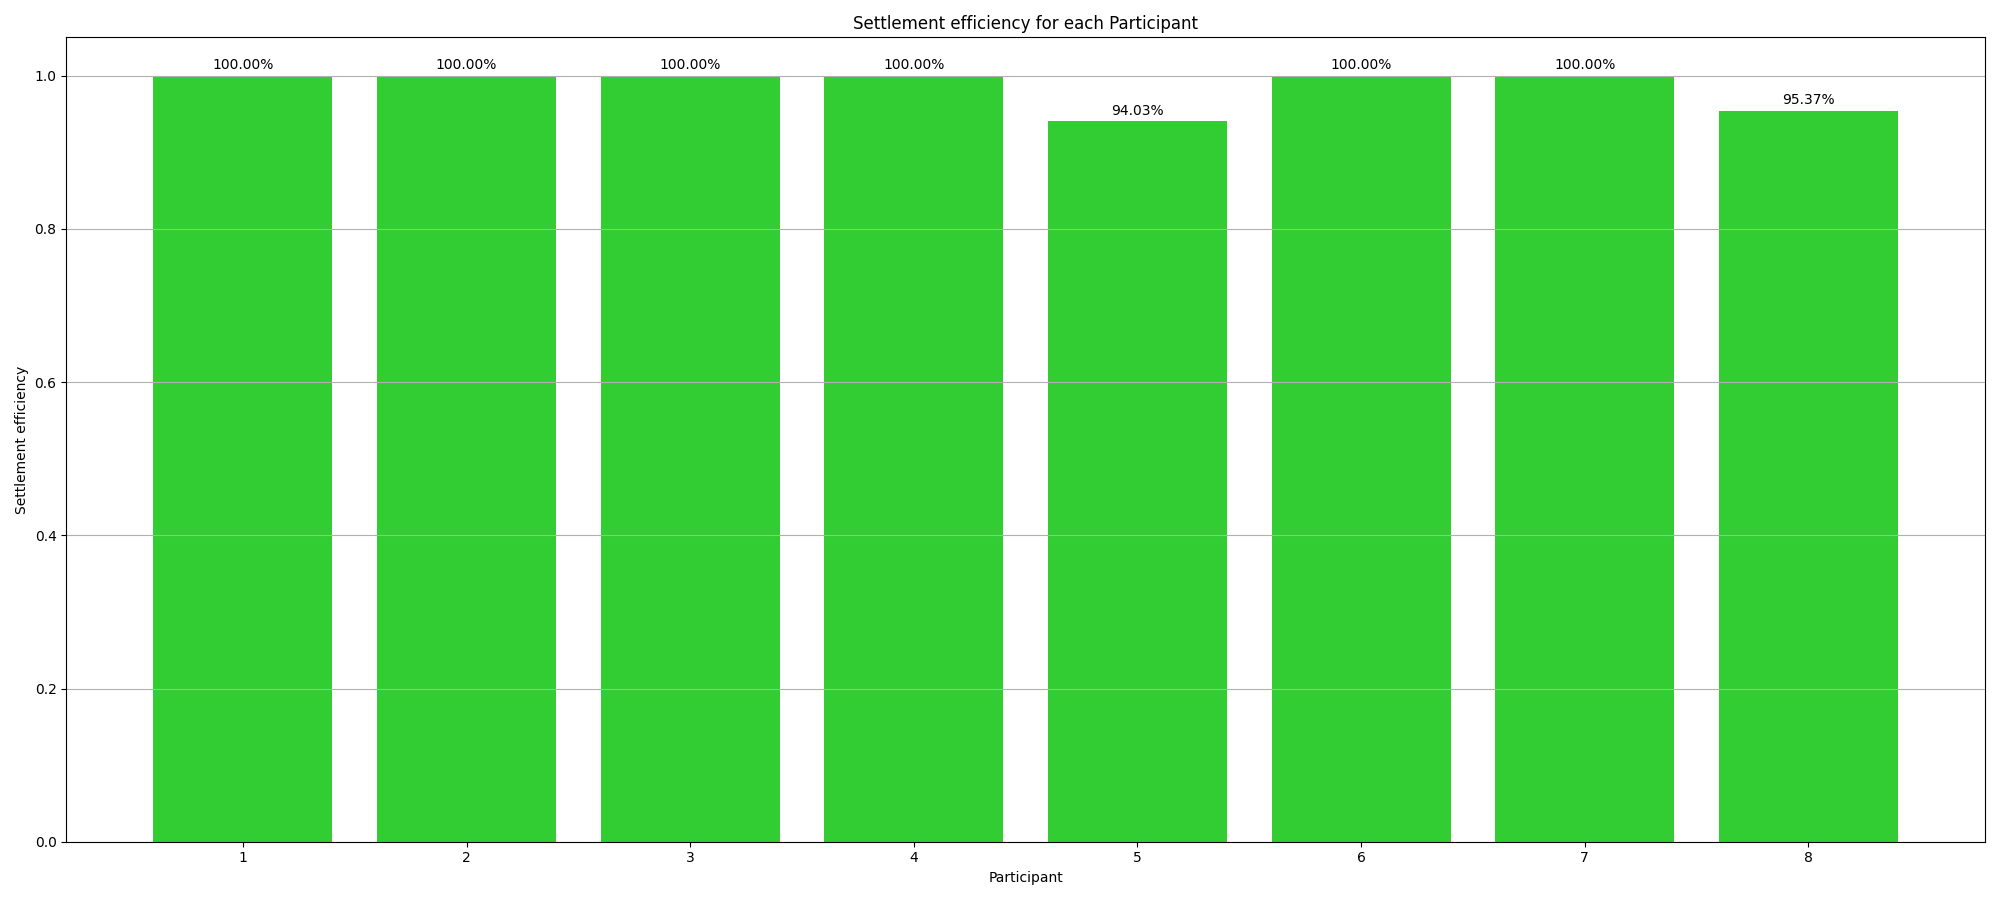 Settlement efficiency for each Participant
100.00% 100.00% 100.00% 100.00% 94.03% 100.00% 100.00% 95.37%
1.0
0.8
0.6
0.4
0.2
0.0
Settlement efficiency
1 2 3 4 5 6 7 8
Participant